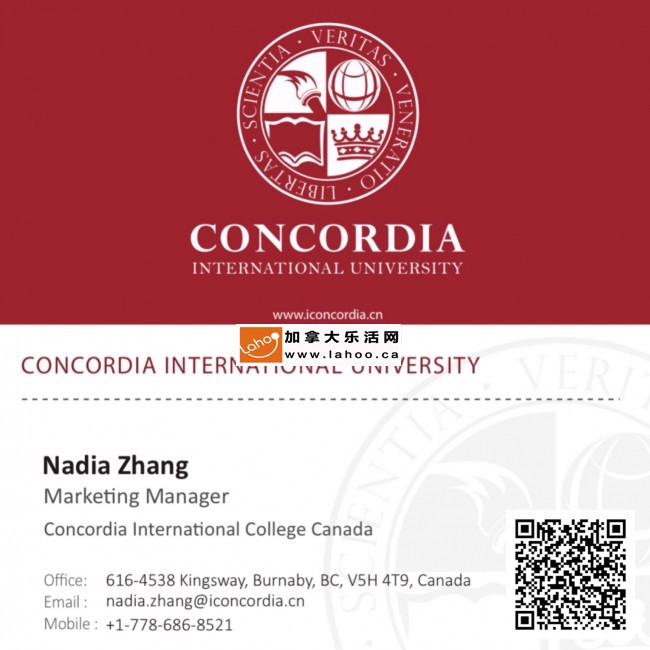 SCIENTIA · VERITAS · VENERATIO · LIBERTAS ·
CONCORDIA
INTERNATIONAL UNIVERSITY
www.iconcordia.cn
Lahoo 加拿大乐活网
www.lahoo.ca
CONCORDIA INTERNATIONAL UNIVERSITY
SCIENTIA · VERI
Nadia Zhang
Marketing Manager
Concordia International College Canada
Office: 616-4538 Kingsway, Burnaby, BC, V5H 4T9, Canada
Email : nadia.zhang@iconcordia.cn
Mobile : +1-778-686-8521